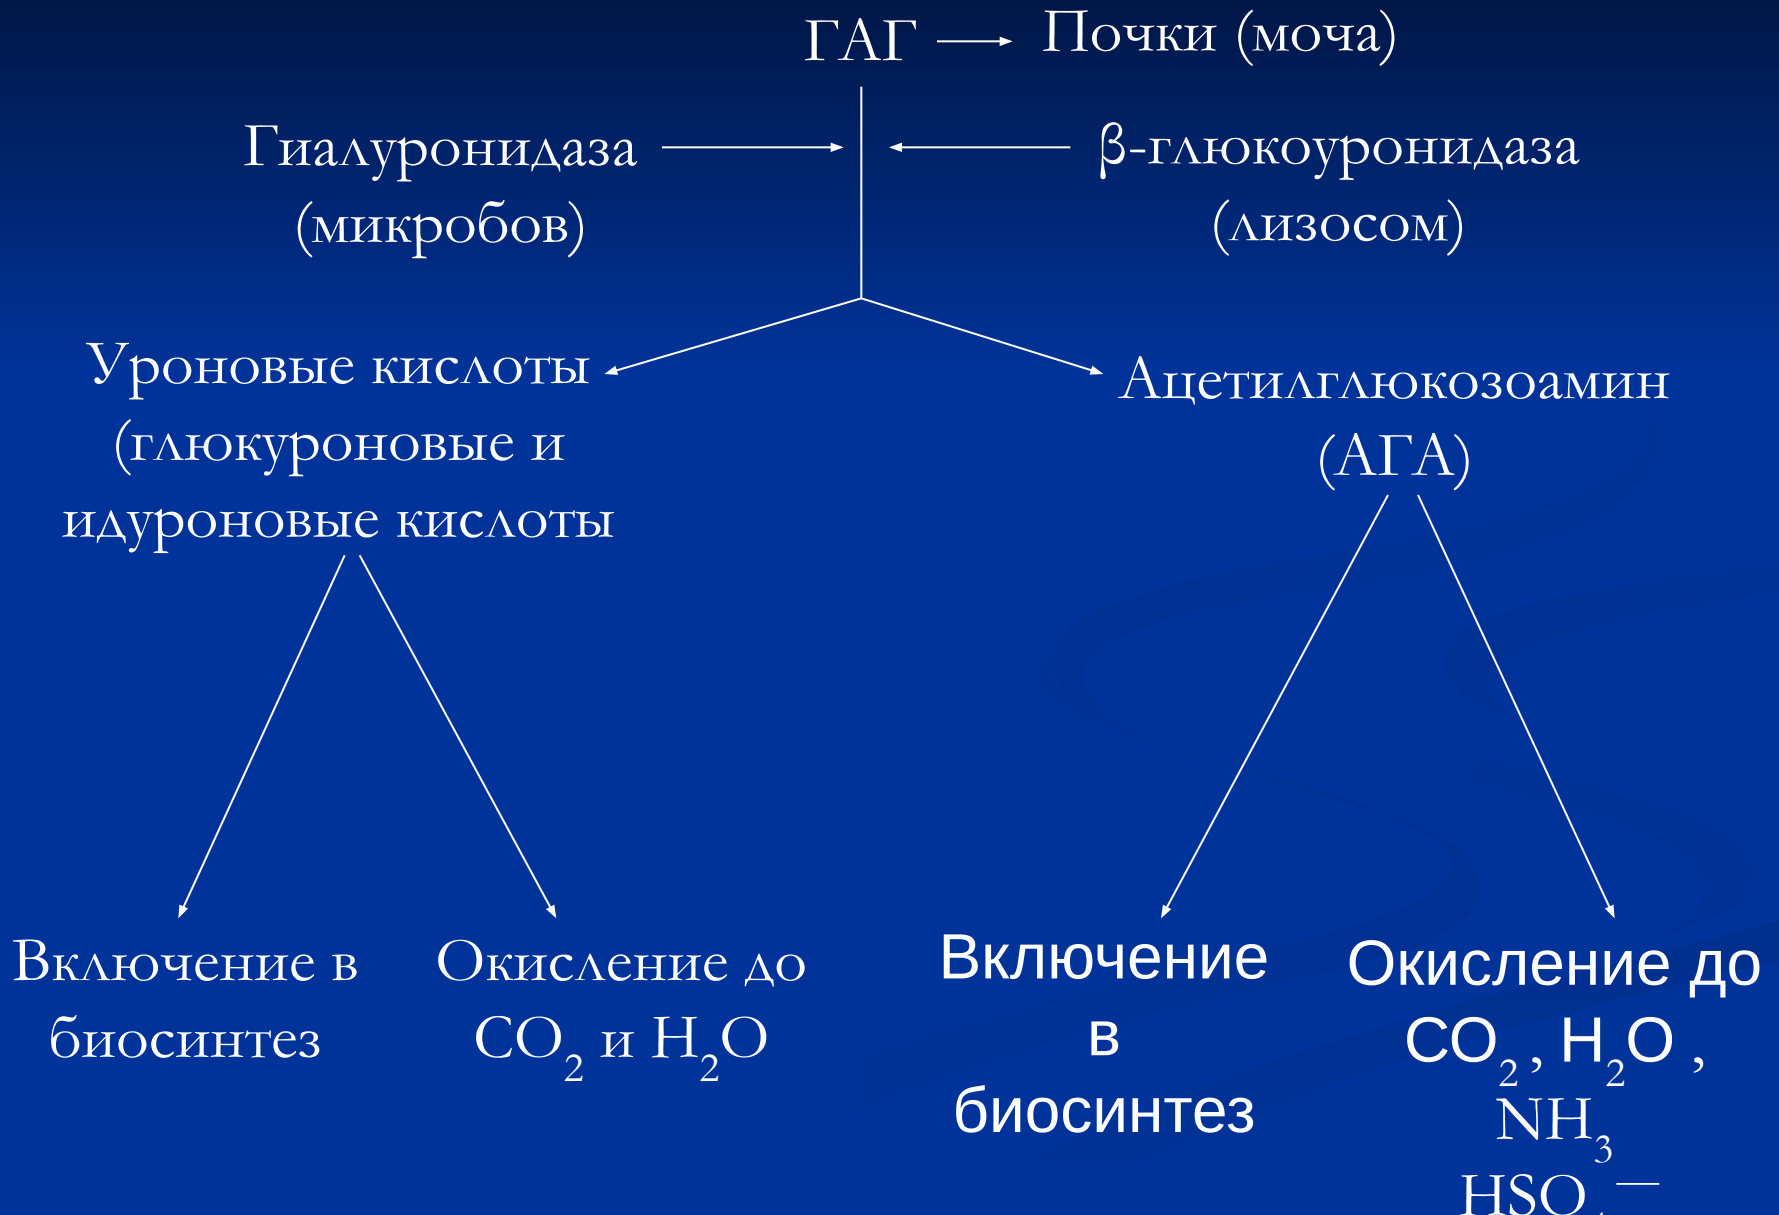 ГАГ
Почки (моча)
Гиалуронидаза
(микробов)
β-глюкоуронидаза
(лизосом)
Уроновые кислоты
(глюкуроновые и
идуроновые кислоты
Ацетилглюкозоамин
(АГА)
Включение в
биосинтез
Окисление до
CO2 и H2O
Включение
в
биосинтез
Окисление до
CO2 , H2O ,
NH3
HSO4—